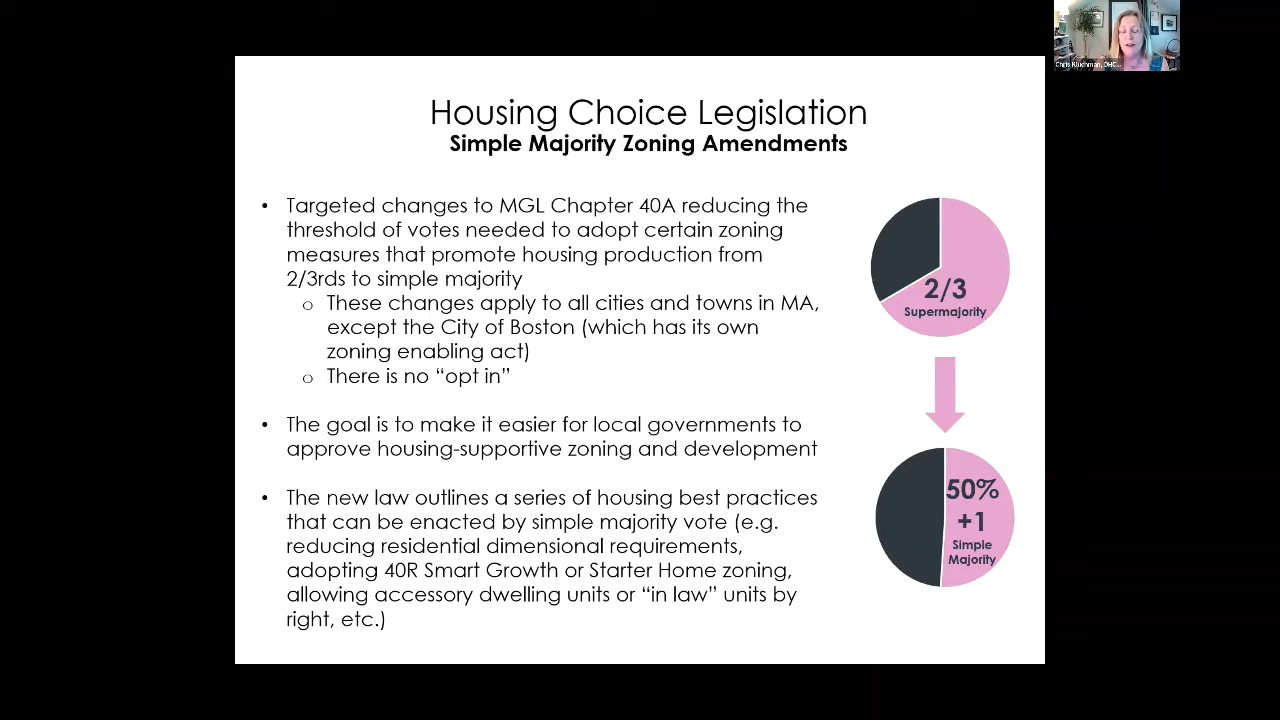 Chris Kluchman, DHC...
Housing Choice Legislation
Simple Majority Zoning Amendments
• Targeted changes to MGL Chapter 40A reducing the
threshold of votes needed to adopt certain zoning
measures that promote housing production from
2/3rds to simple majority
o These changes apply to all cities and towns in MA,
except the City of Boston (which has its own
zoning enabling act)
o There is no “opt in”
• The goal is to make it easier for local governments to
approve housing-supportive zoning and development
• The new law outlines a series of housing best practices
that can be enacted by simple majority vote (e.g.
reducing residential dimensional requirements,
adopting 40R Smart Growth or Starter Home zoning,
allowing accessory dwelling units or “in law” units by
right, etc.)
2/3
Supermajority
50%
+1
Simple
Majority